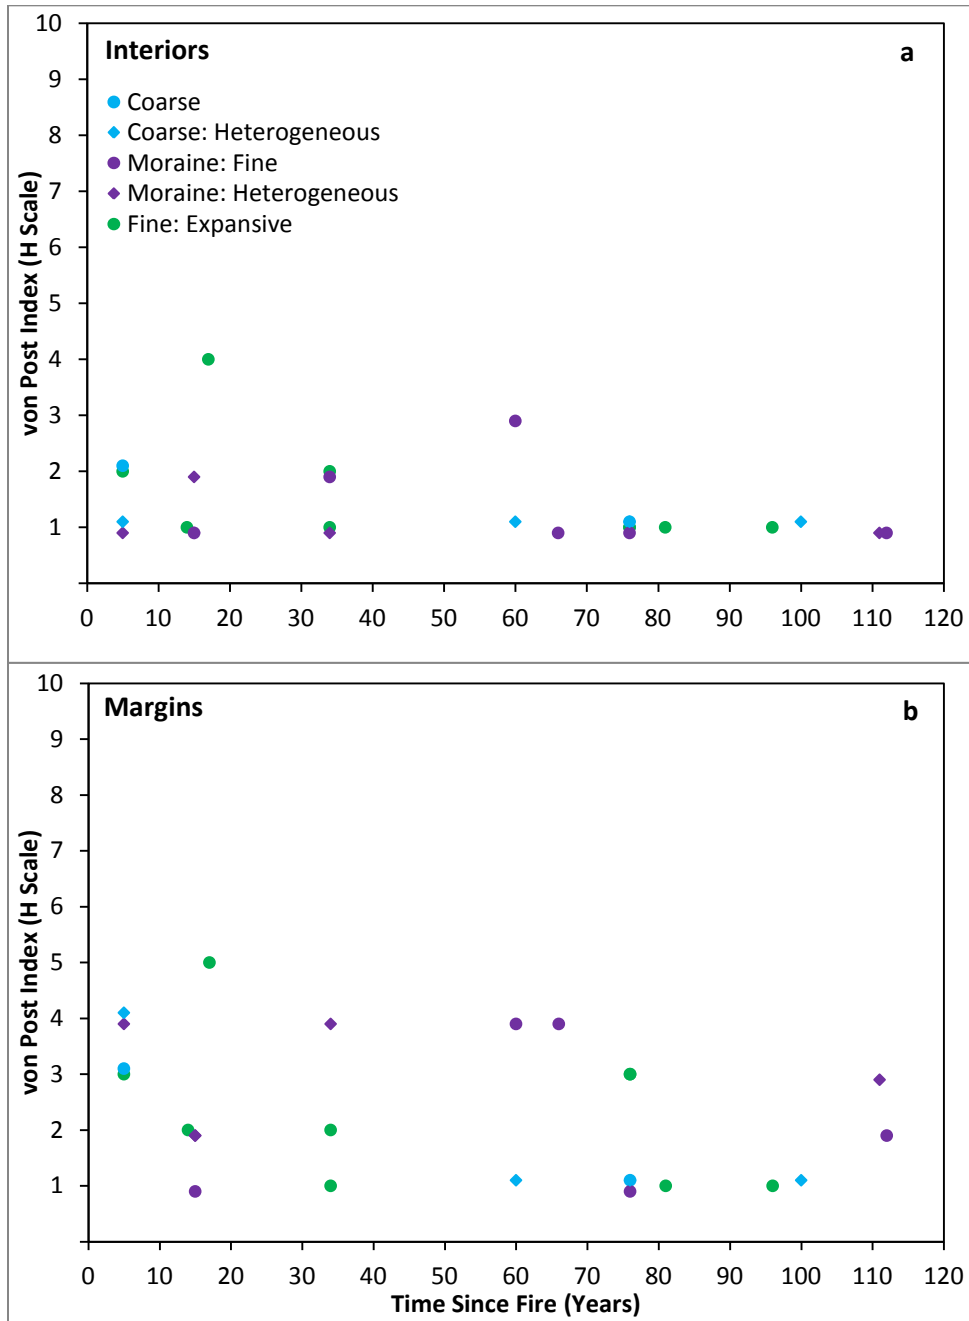 10
Interiors a
9
Coarse
8
Coarse: Heterogeneous
Moraine: Fine
7
Moraine: Heterogeneous
Fine: Expansive
6
5
4
3
2
1
von Post Index (H Scale)
0 10 20 30 40 50 60 70 80 90 100 110 120
10
Margins b
9
8
7
6
5
4
3
2
1
von Post Index (H Scale)
0 10 20 30 40 50 60 70 80 90 100 110 120
Time Since Fire (Years)